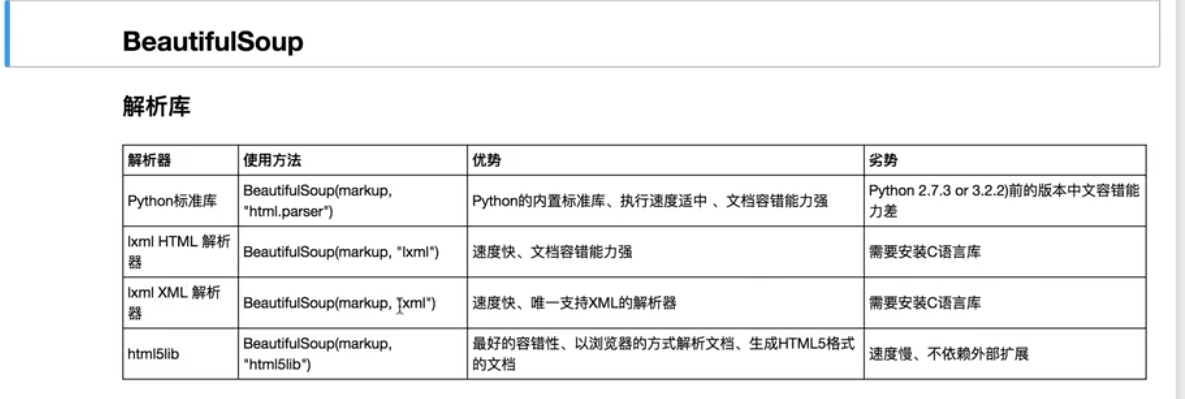 BeautifulSoup
解析库
解析器 使用方法 优势 劣势
Python标准库 BeautifulSoup(markup, "html.parser") Python的内置标准库、执行速度适中 、文档容错能力强 Python 2.7.3 or 3.2.2)前的版本中文容错能力差
lxml HTML 解析器 BeautifulSoup(markup, "lxml") 速度快、文档容错能力强 需要安装C语言库
lxml XML 解析器 BeautifulSoup(markup, "xml") 速度快、唯一支持XML的解析器 需要安装C语言库
html5lib BeautifulSoup(markup, "html5lib") 最好的容错性、以浏览器的方式解析文档、生成HTML5格式的文档 速度慢、不依赖外部扩展